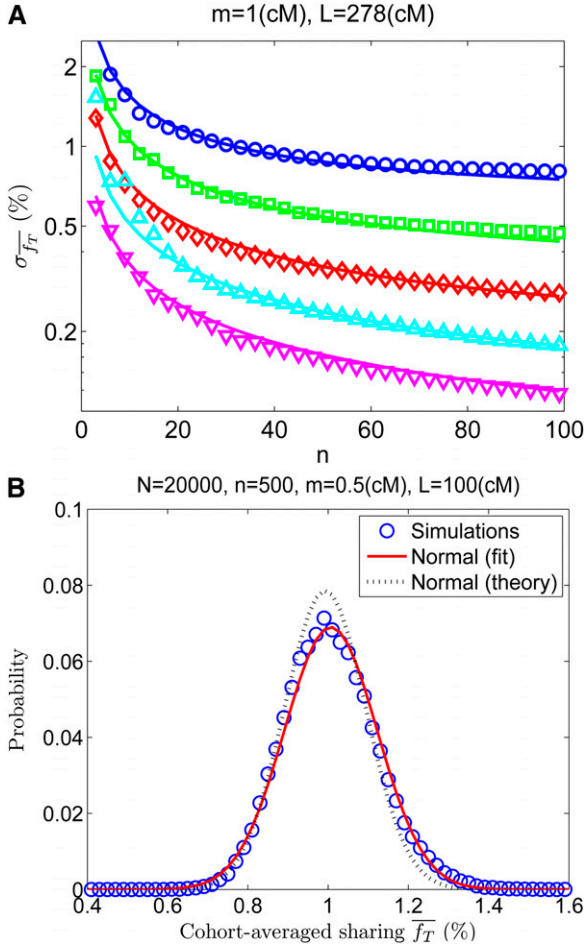 A
m=1(cM), L=278(cM)
2
1
0.5
0.2
σ_{\overline{f_T}} (%)
0 20 40 60 80 100
n
B
N=20000, n=500, m=0.5(cM), L=100(cM)
0.1
0.08
0.06
0.04
0.02
0
Probability
Simulations
Normal (fit)
Normal (theory)
0.4 0.6 0.8 1 1.2 1.4 1.6
Cohort-averaged sharing \overline{f_T} (%)